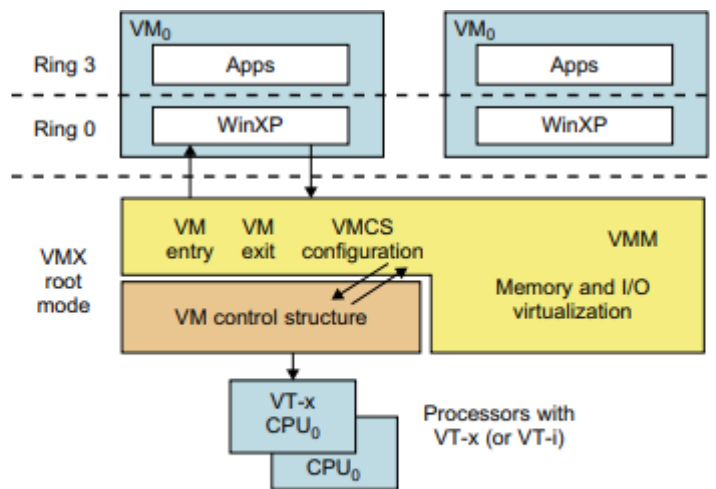 VM0
VM0
Ring 3
Apps
Apps
Ring 0
WinXP
WinXP
VM
entry
VM
exit
VMCS
configuration
VMM
VMX
root
mode
Memory and I/O
virtualization
VM control structure
VT-x
CPU0
CPU0
Processors with
VT-x (or VT-i)